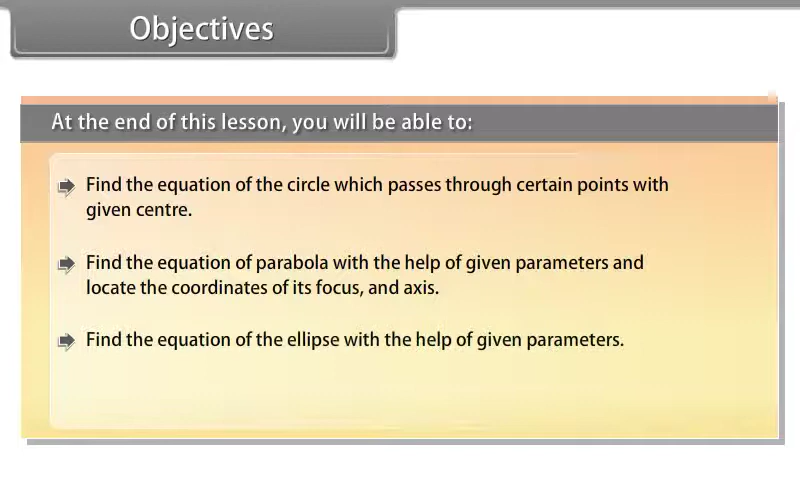 Objectives
At the end of this lesson, you will be able to:
Find the equation of the circle which passes through certain points with
given centre.
Find the equation of parabola with the help of given parameters and
locate the coordinates of its focus, and axis.
Find the equation of the ellipse with the help of given parameters.